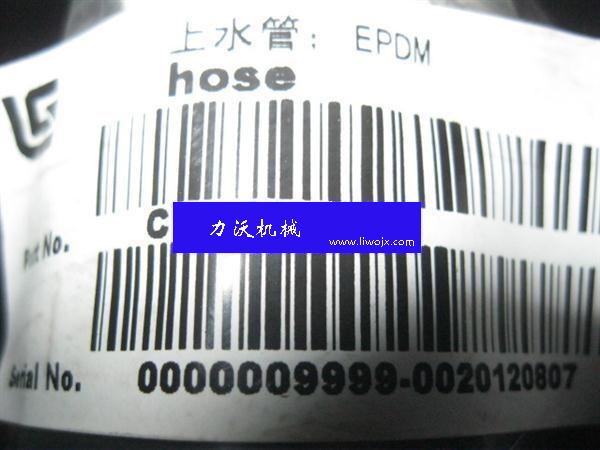 上水管: EPDM
hose
Part No. C
力沃机械
www.liwojx.com
Serial No. 0000009999-0020120807